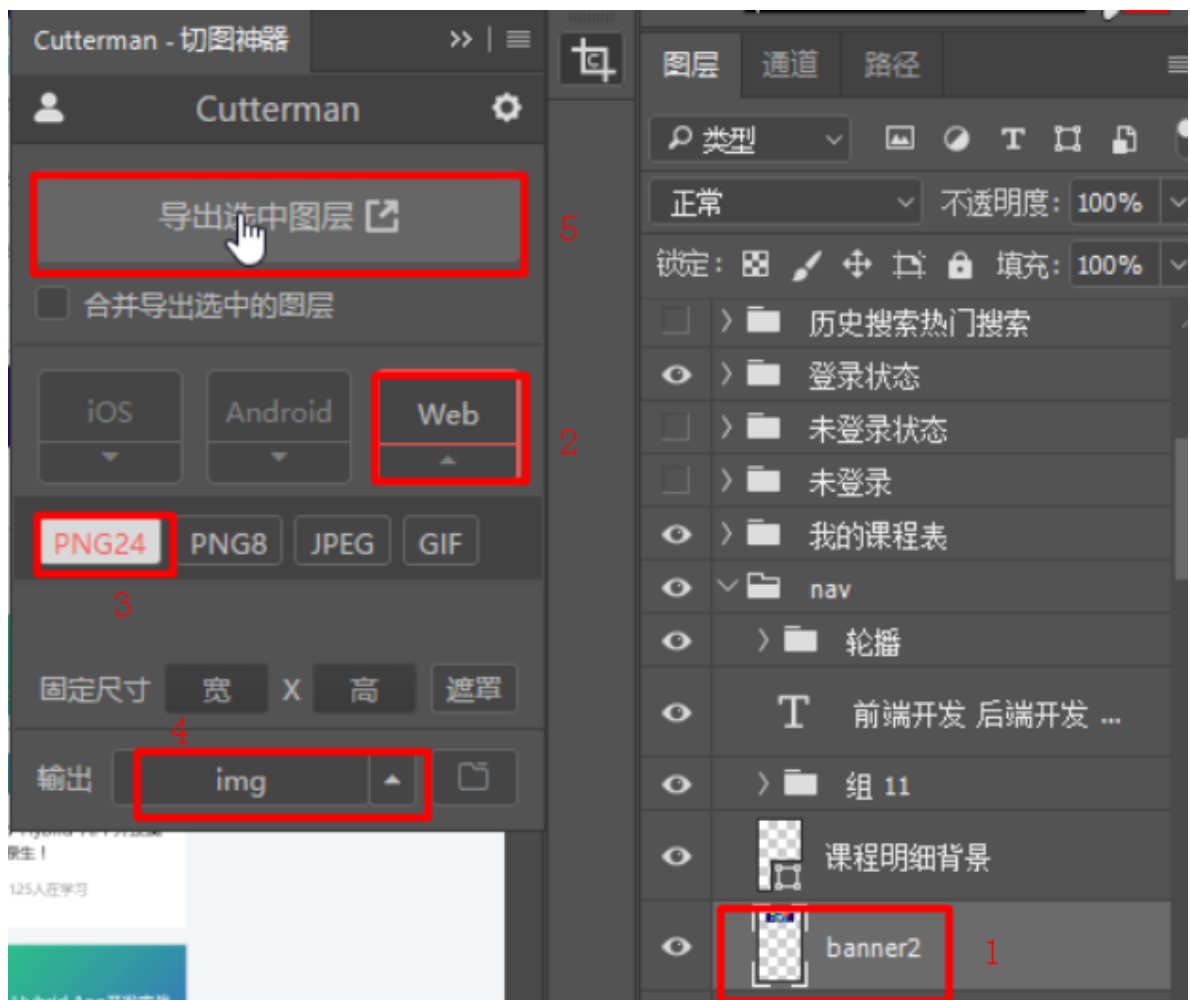 Cutterman - 切图神器
Cutterman
导出选中图层
5
合并导出选中的图层
iOS
Android
Web
2
PNG24
PNG8
JPEG
GIF
3
固定尺寸
宽
X
高
遮罩
4
输出
img
125人在学习
图层
通道
路径
类型
正常
不透明度: 100%
锁定:
填充: 100%
历史搜索热门搜索
登录状态
未登录状态
未登录
我的课程表
nav
轮播
T 前端开发 后端开发 ...
组 11
课程明细背景
banner2
1